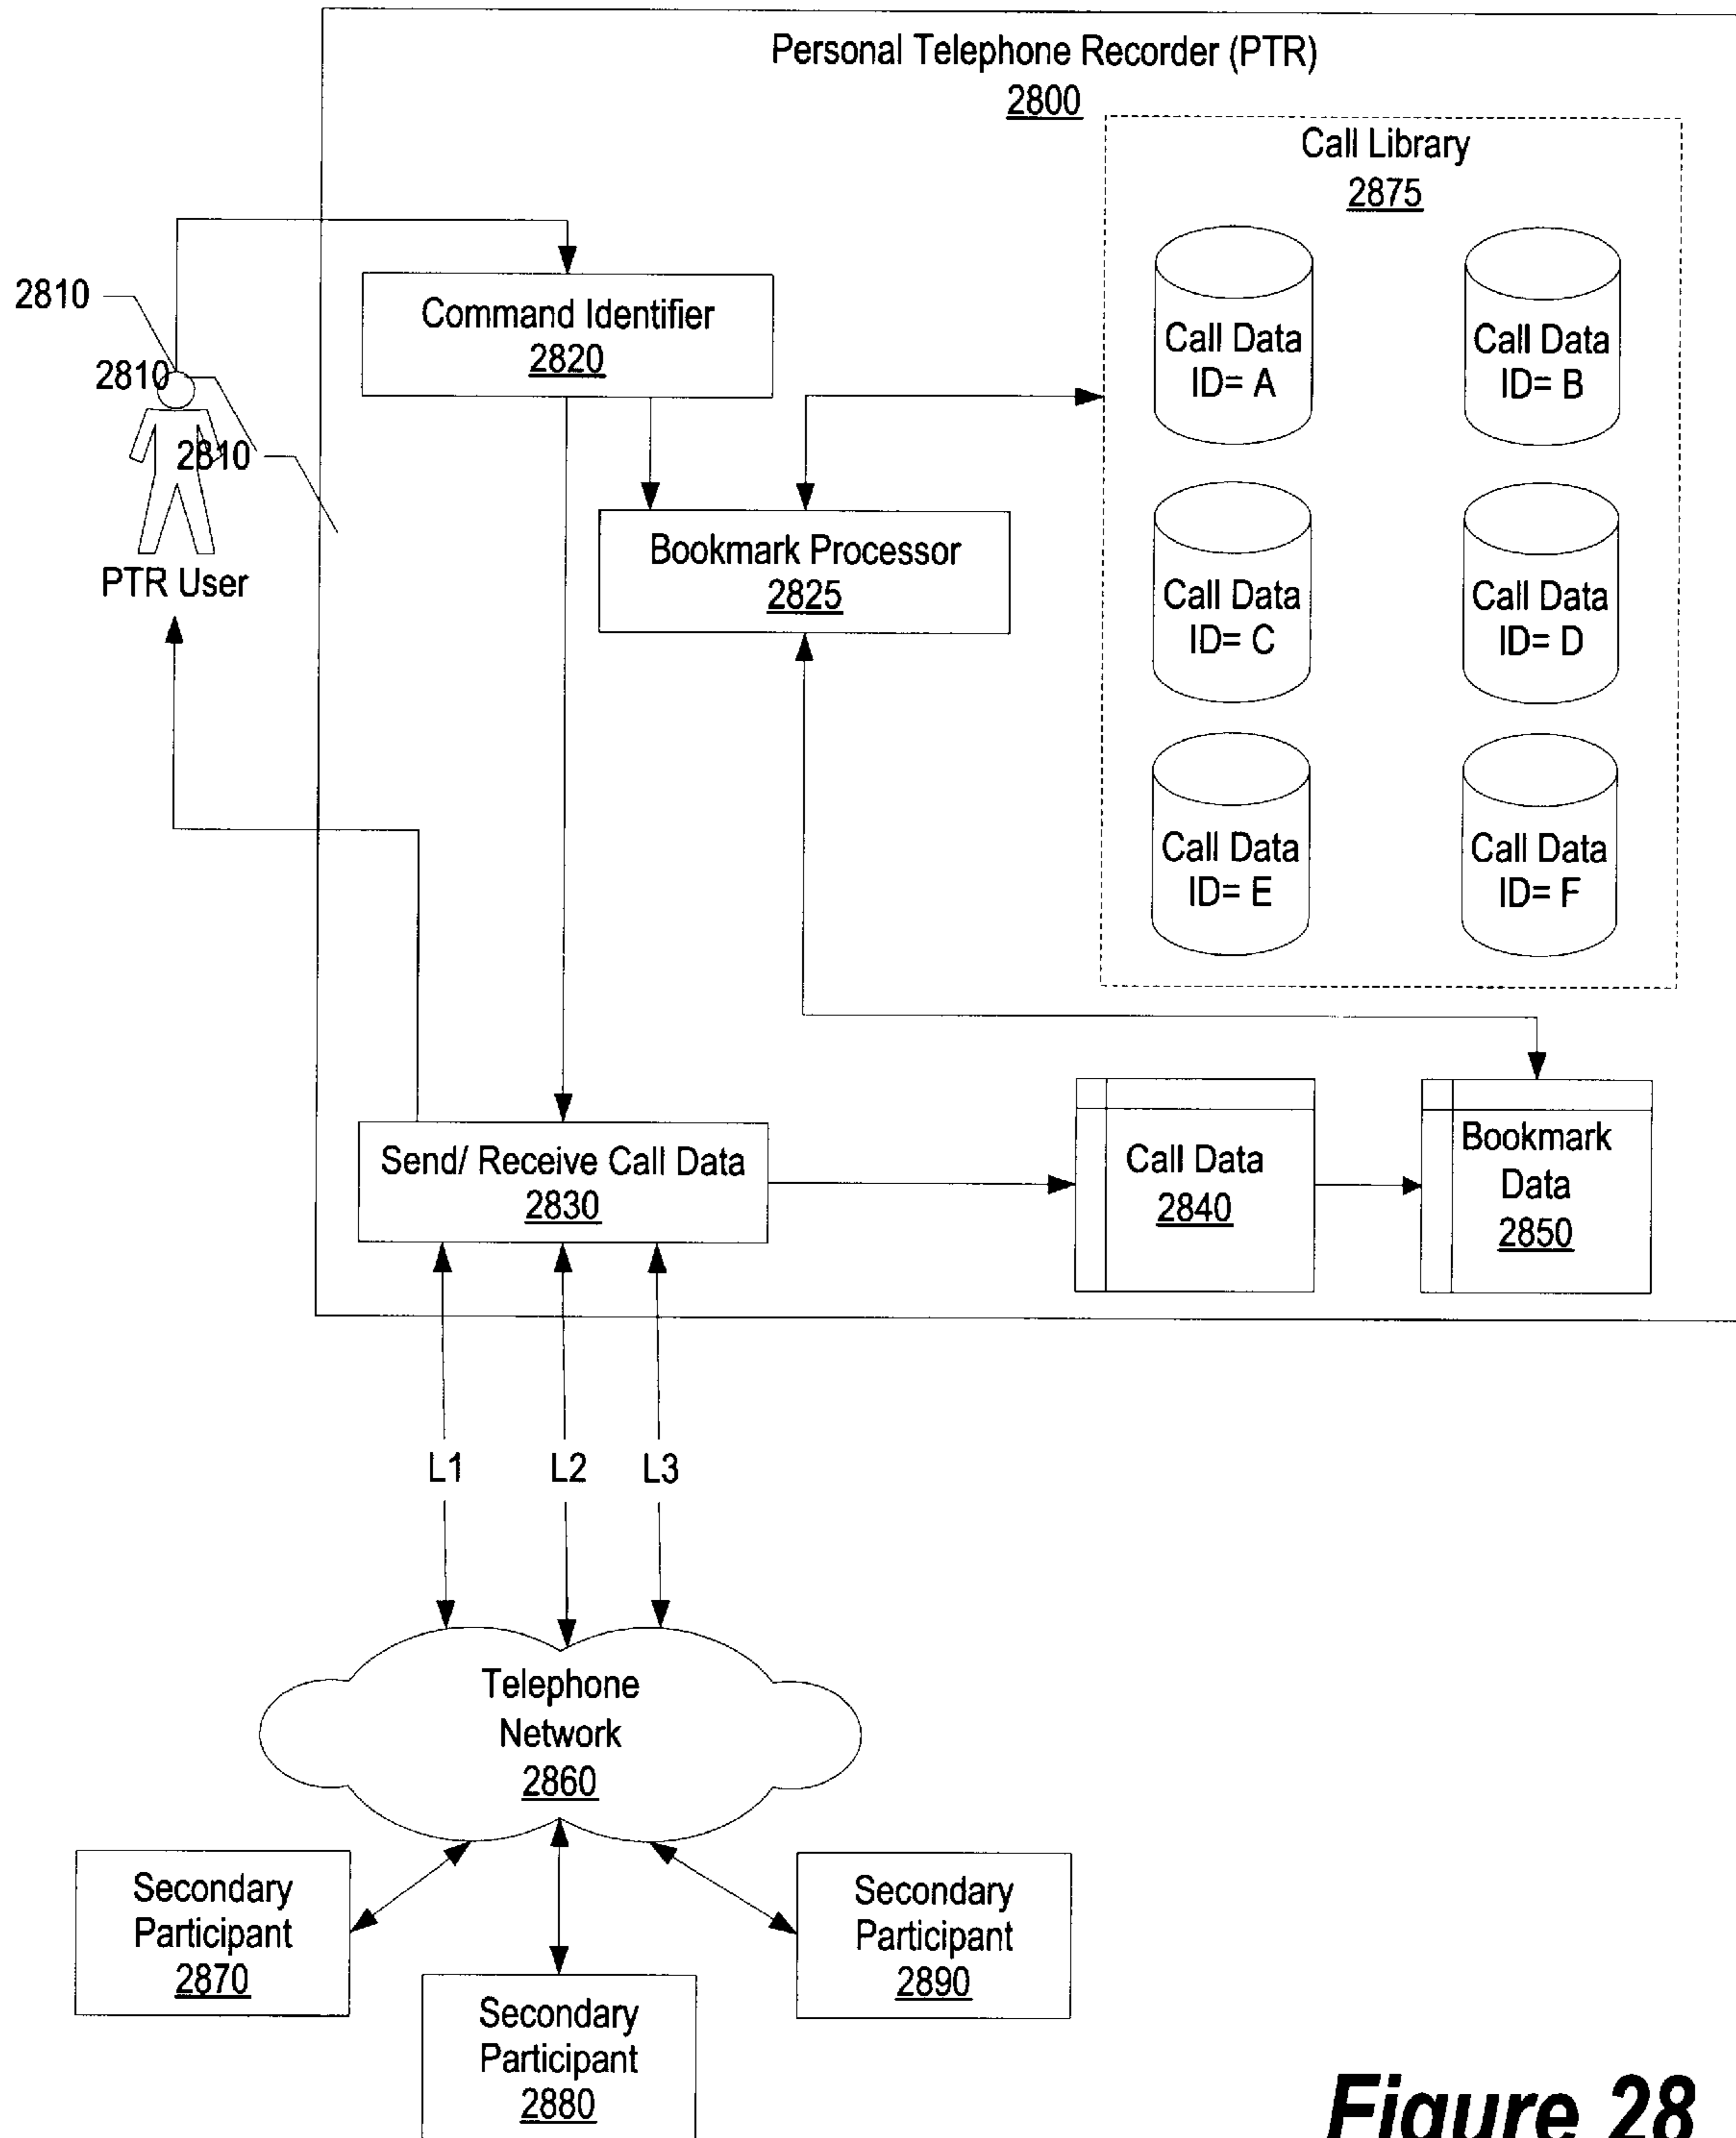 Personal Telephone Recorder (PTR)
2800
Call Library
2875
Call Data
ID= A
Call Data
ID= B
Call Data
ID= C
Call Data
ID= D
Call Data
ID= E
Call Data
ID= F
2810
2810
2810
PTR User
Command Identifier
2820
Bookmark Processor
2825
Send/ Receive Call Data
2830
Call Data
2840
Bookmark
Data
2850
L1
L2
L3
Telephone
Network
2860
Secondary
Participant
2870
Secondary
Participant
2880
Secondary
Participant
2890
Figure 28